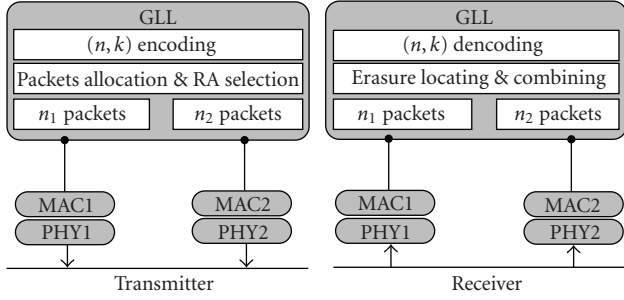 GLL
(n, k) encoding
Packets allocation & RA selection
n1 packets
n2 packets
MAC1
MAC2
PHY1
PHY2
Transmitter
GLL
(n, k) dencoding
Erasure locating & combining
n1 packets
n2 packets
MAC1
MAC2
PHY1
PHY2
Receiver